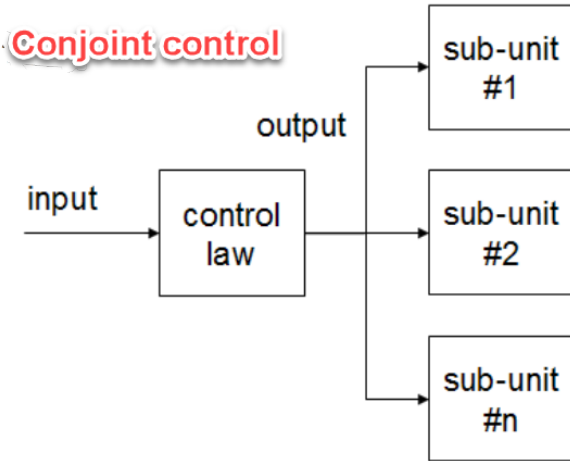 Conjoint control
sub-unit
#1
output
input
control
law
sub-unit
#2
sub-unit
#n